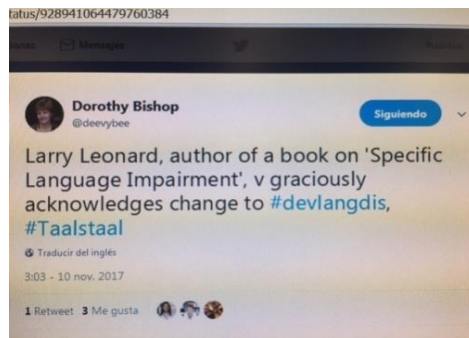 tatus/928941064479760384
Mensajes
Dorothy Bishop
@deevybee
Siguiendo
Larry Leonard, author of a book on 'Specific
Language Impairment', v graciously
acknowledges change to #devlangdis,
#Taalstaal
Traducir del inglés
3:03 - 10 nov. 2017
1 Retweet 3 Me gusta